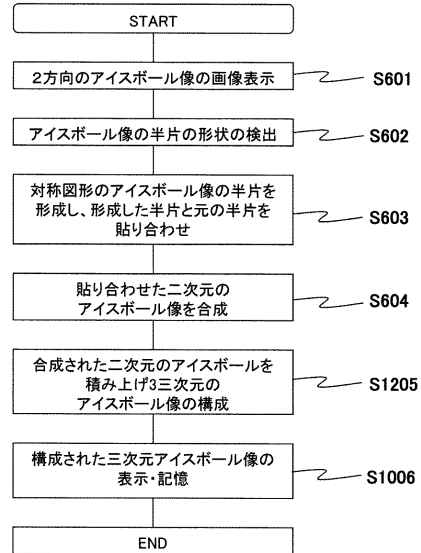 START
2方向のアイスボール像の画像表示
S601
アイスボール像の半片の形状の検出
S602
対称図形のアイスボール像の半片を
形成し、形成した半片と元の半片を
貼り合わせ
S603
貼り合わせた二次元の
アイスボール像を合成
S604
合成された二次元のアイスボールを
積み上げ3三次元の
アイスボール像の構成
S1205
構成された三次元アイスボール像の
表示・記憶
S1006
END